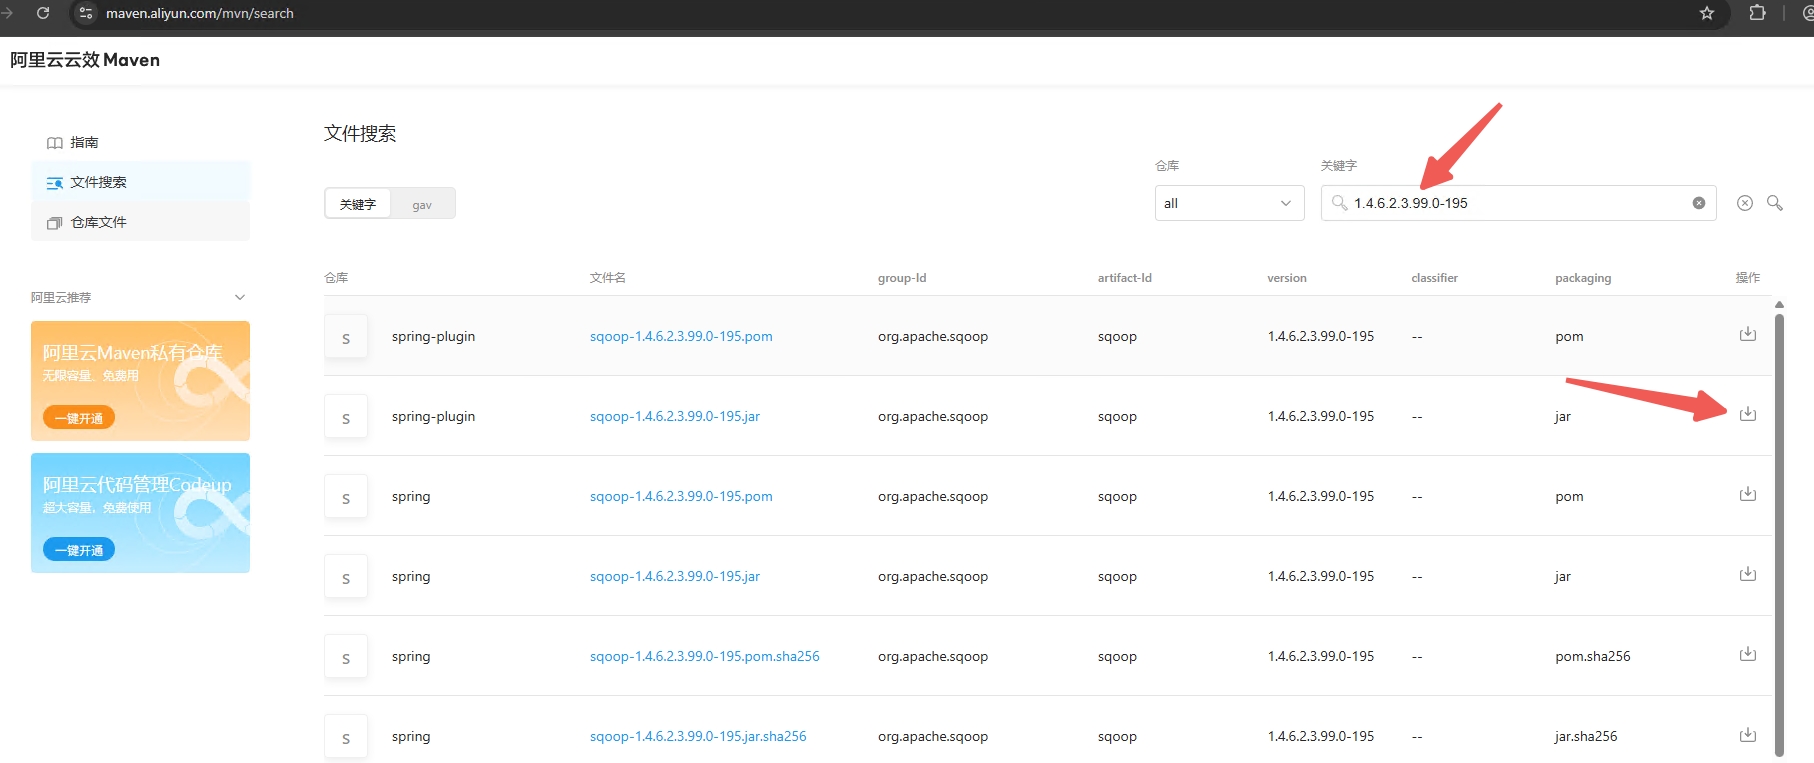 maven.aliyun.com/mvn/search
阿里云云效 Maven
指南
文件搜索
仓库文件
阿里云推荐
阿里云Maven私有仓库
无限容量，免费用
一键开通
阿里云代码管理Codeup
超大容量，免费使用
一键开通
文件搜索
关键字 gav
仓库 关键字
all 1.4.6.2.3.99.0-195
仓库 文件名 group-Id artifact-Id version classifier packaging 操作
S spring-plugin sqoop-1.4.6.2.3.99.0-195.pom org.apache.sqoop sqoop 1.4.6.2.3.99.0-195 -- pom
S spring-plugin sqoop-1.4.6.2.3.99.0-195.jar org.apache.sqoop sqoop 1.4.6.2.3.99.0-195 -- jar
S spring sqoop-1.4.6.2.3.99.0-195.pom org.apache.sqoop sqoop 1.4.6.2.3.99.0-195 -- pom
S spring sqoop-1.4.6.2.3.99.0-195.jar org.apache.sqoop sqoop 1.4.6.2.3.99.0-195 -- jar
S spring sqoop-1.4.6.2.3.99.0-195.pom.sha256 org.apache.sqoop sqoop 1.4.6.2.3.99.0-195 -- pom.sha256
S spring sqoop-1.4.6.2.3.99.0-195.jar.sha256 org.apache.sqoop sqoop 1.4.6.2.3.99.0-195 -- jar.sha256